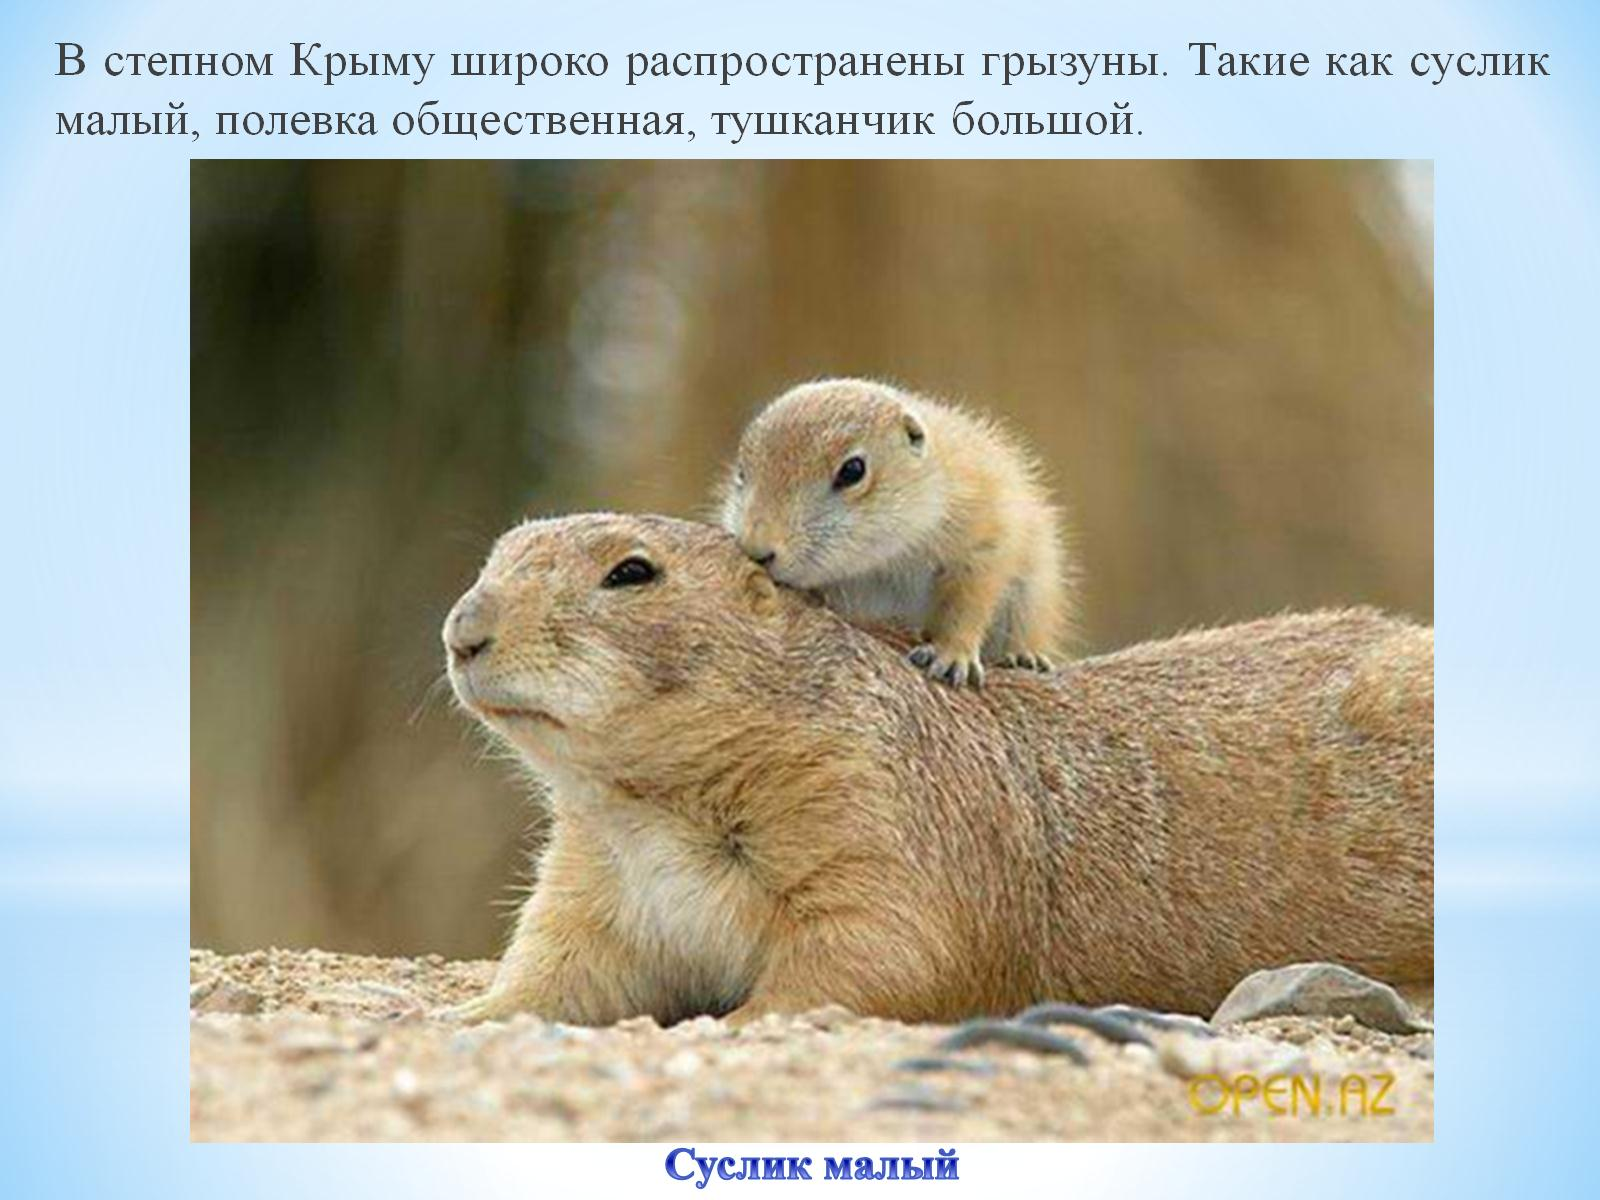 В степном Крыму широко распространены грызуны. Такие как суслик
малый, полевка общественная, тушканчик большой.
OPEN.AZ
Суслик малый